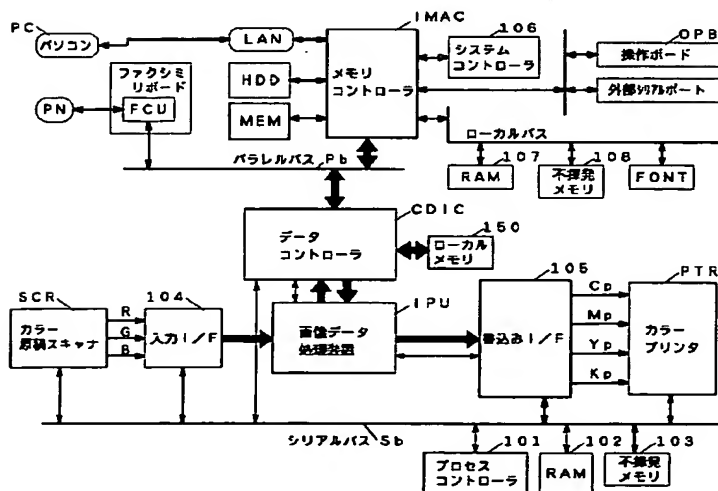 PC
パソコン
LAN
IMAC
メモリ
コントローラ
106
システム
コントローラ
OPB
操作ボード
外部シリアルポート
ファクシミ
リボード
FCU
PN
HDD
MEM
ローカルバス
パラレルバス Pb
107
RAM
108
不揮発
メモリ
FONT
CDIC
データ
コントローラ
150
ローカル
メモリ
SCR
カラー
原稿スキャナ
R
G
B
104
入力I/F
IPU
画像データ
処理装置
105
書込みI/F
Cp
Mp
Yp
Kp
PTR
カラー
プリンタ
シリアルバス Sb
101
プロセス
コントローラ
102
RAM
103
不揮発
メモリ